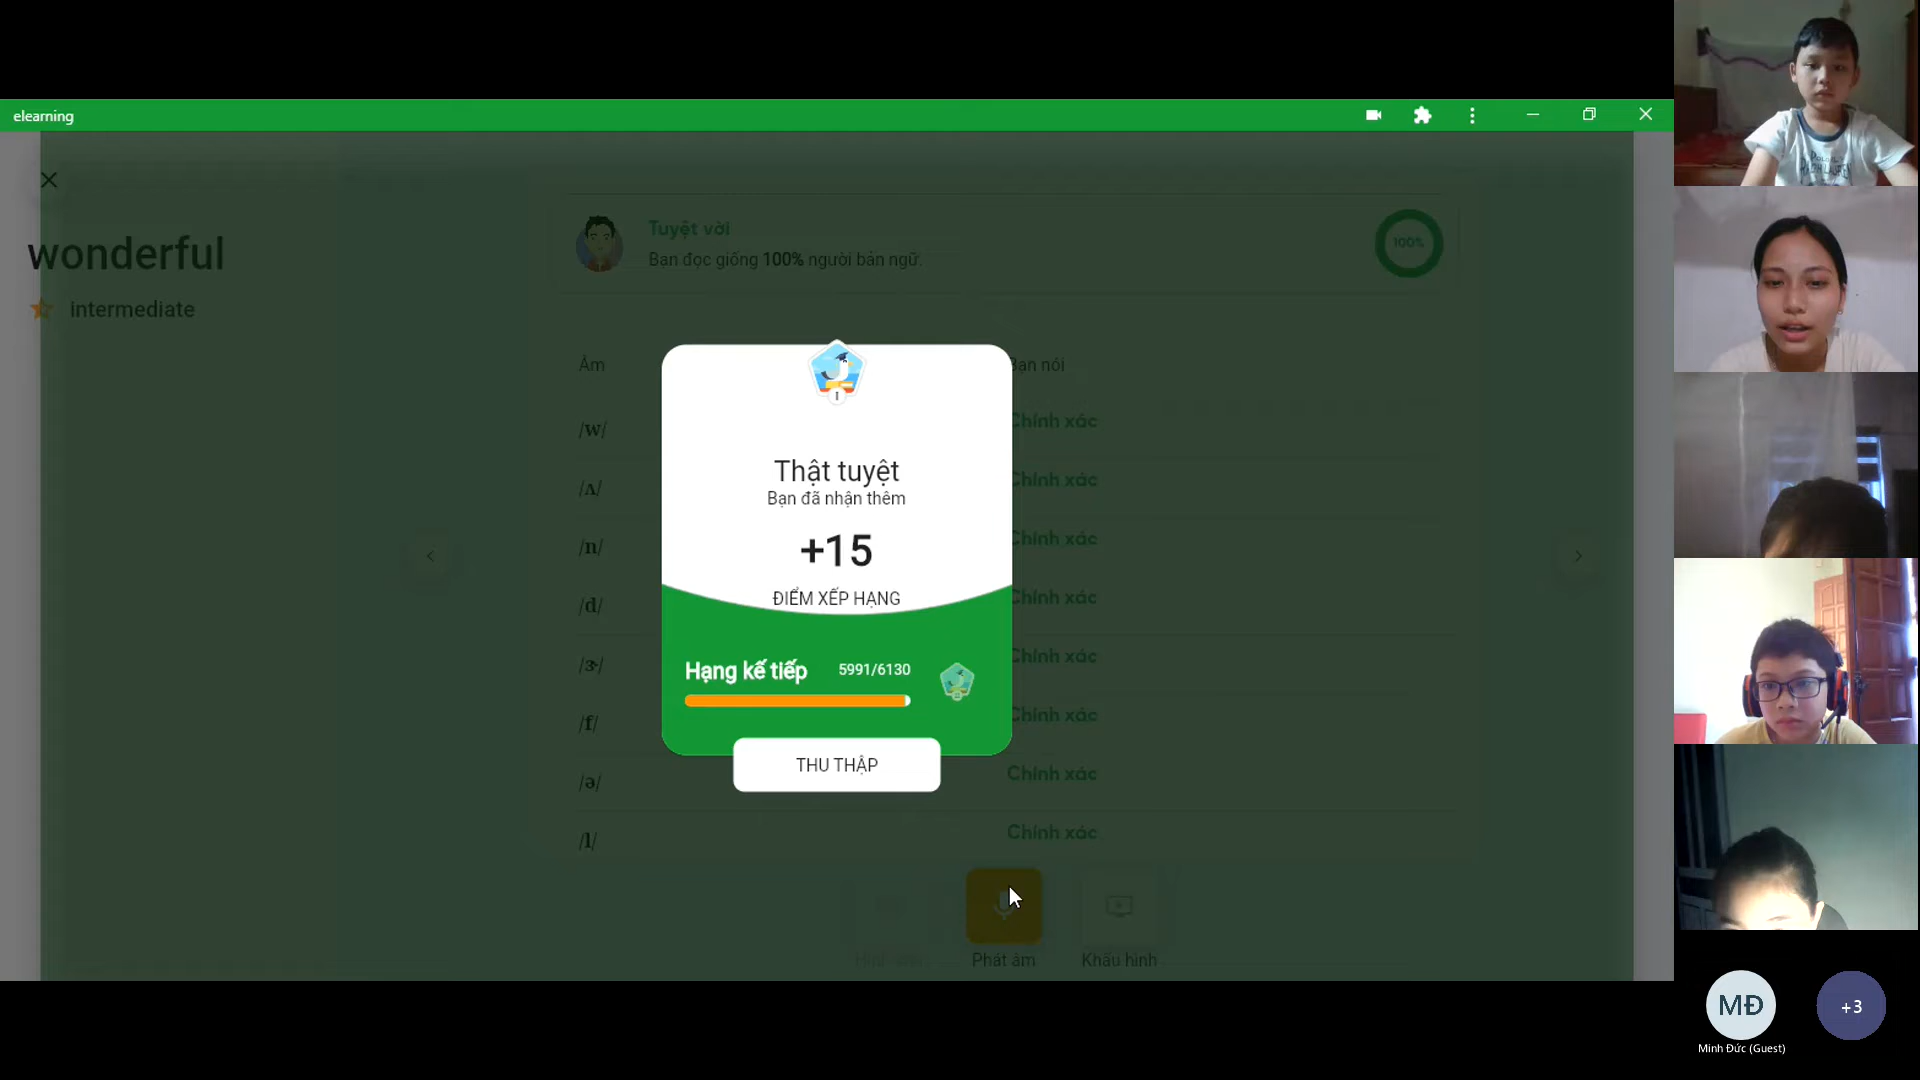 elearning
wonderful
intermediate
Tuyệt vời
Bạn đọc giống 100% người bản ngữ.
100%
Âm
Bạn nói
/w/
Chính xác
/ʌ/
Chính xác
/n/
Chính xác
/d/
Chính xác
/ɚ/
Chính xác
/f/
Chính xác
/ə/
Chính xác
/l/
Chính xác
I
Thật tuyệt
Bạn đã nhận thêm
+15
ĐIỂM XẾP HẠNG
Hạng kế tiếp 5991/6130
THU THẬP
Phát âm
Khẩu hình
MĐ
+3
Minh Đức (Guest)